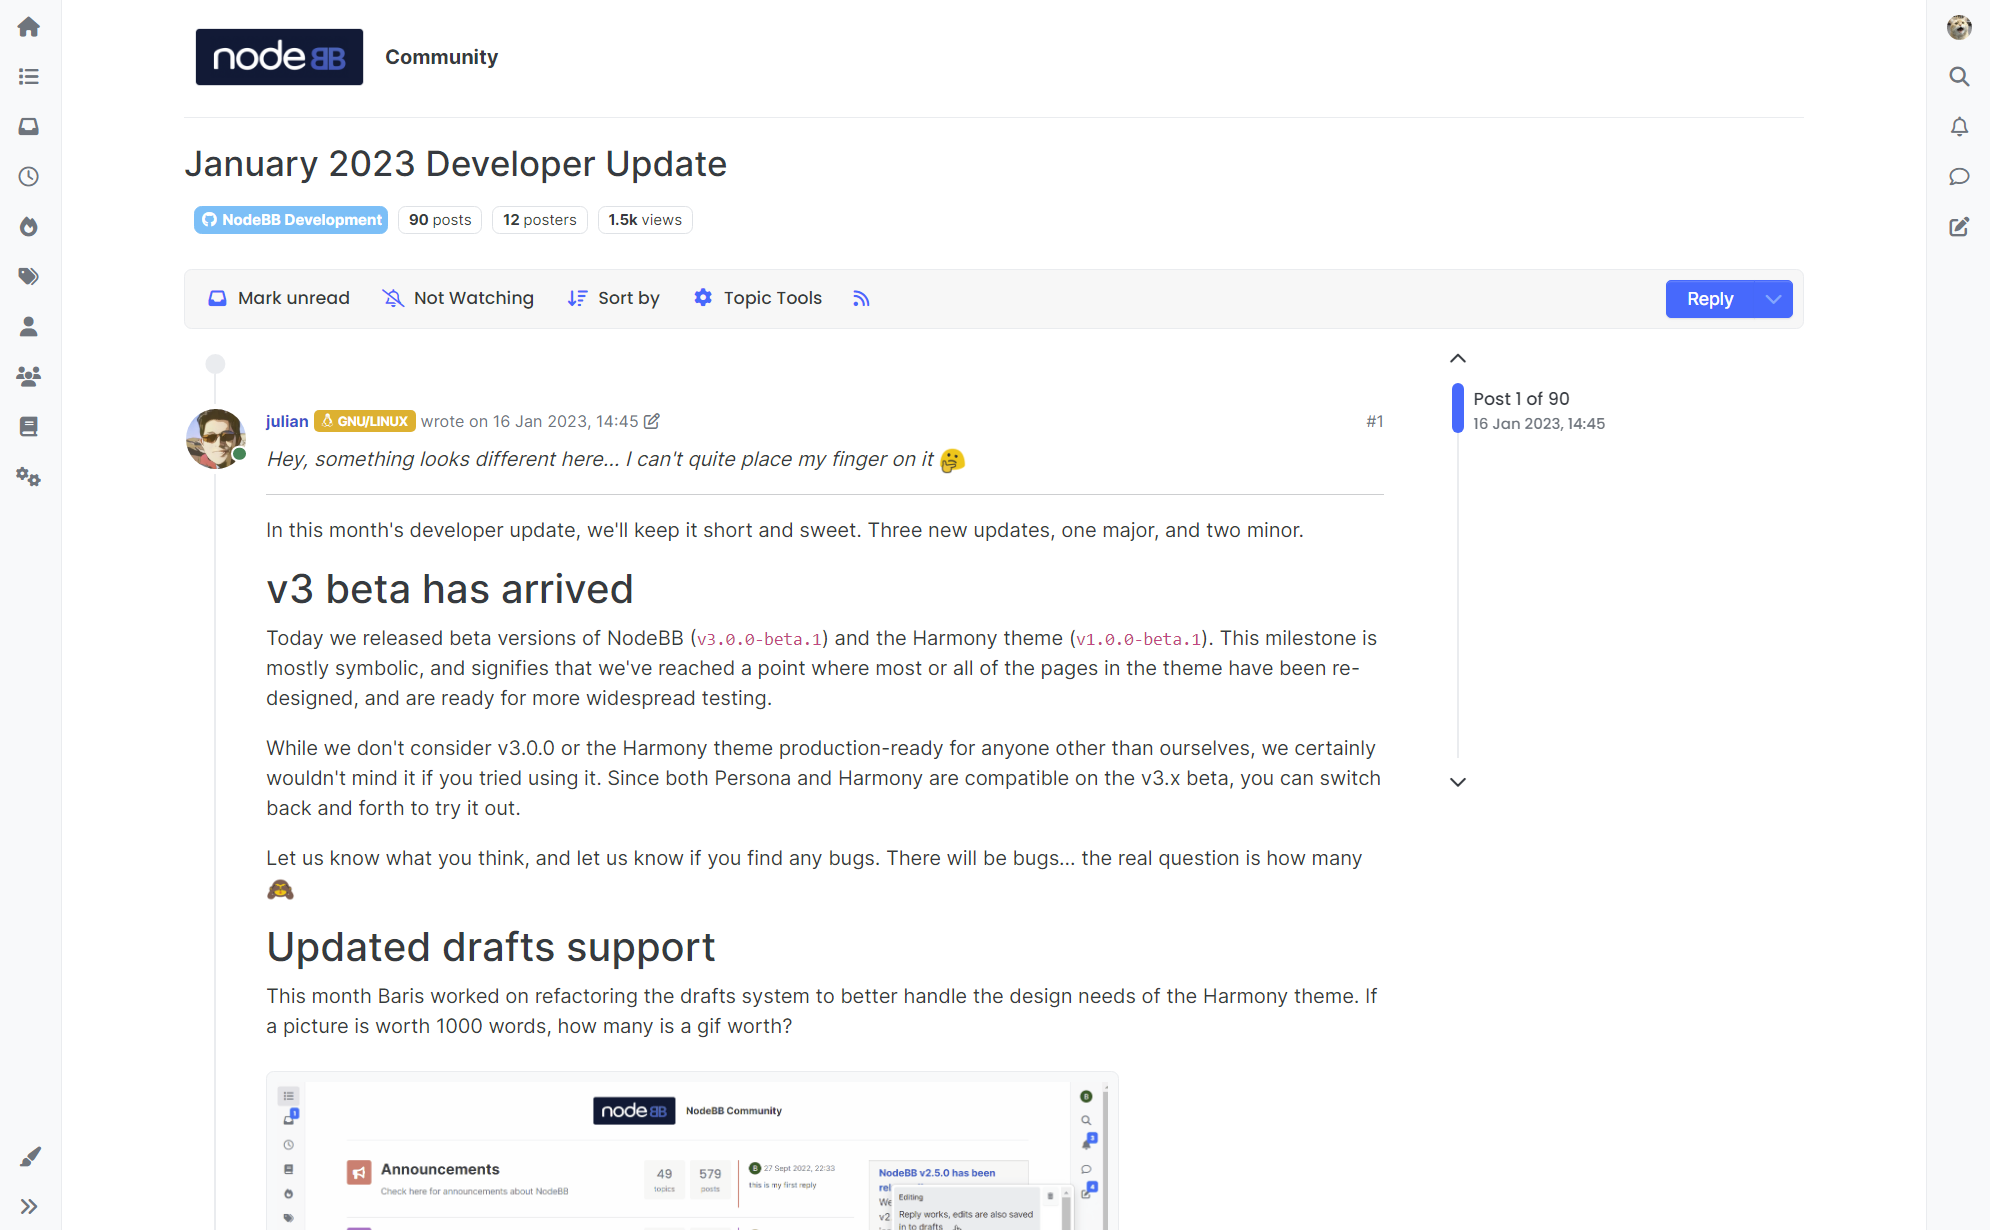 nodeBB Community
January 2023 Developer Update
NodeBB Development 90 posts 12 posters 1.5k views
Mark unread Not Watching Sort by Topic Tools Reply
julian GNU/LINUX wrote on 16 Jan 2023, 14:45 #1
Post 1 of 90
16 Jan 2023, 14:45
Hey, something looks different here... I can't quite place my finger on it
In this month's developer update, we'll keep it short and sweet. Three new updates, one major, and two minor.
v3 beta has arrived
Today we released beta versions of NodeBB (v3.0.0-beta.1) and the Harmony theme (v1.0.0-beta.1). This milestone is
mostly symbolic, and signifies that we've reached a point where most or all of the pages in the theme have been re-
designed, and are ready for more widespread testing.
While we don't consider v3.0.0 or the Harmony theme production-ready for anyone other than ourselves, we certainly
wouldn't mind it if you tried using it. Since both Persona and Harmony are compatible on the v3.x beta, you can switch
back and forth to try it out.
Let us know what you think, and let us know if you find any bugs. There will be bugs... the real question is how many
Updated drafts support
This month Baris worked on refactoring the drafts system to better handle the design needs of the Harmony theme. If
a picture is worth 1000 words, how many is a gif worth?
nodeBB NodeBB Community
Announcements
Check here for announcements about NodeBB
49 topics
579 posts
27 Sept 2022, 22:33
this is my first reply
NodeBB v2.5.0 has been
rel
We
v2
Editing
Reply works, edits are also saved
in to drafts